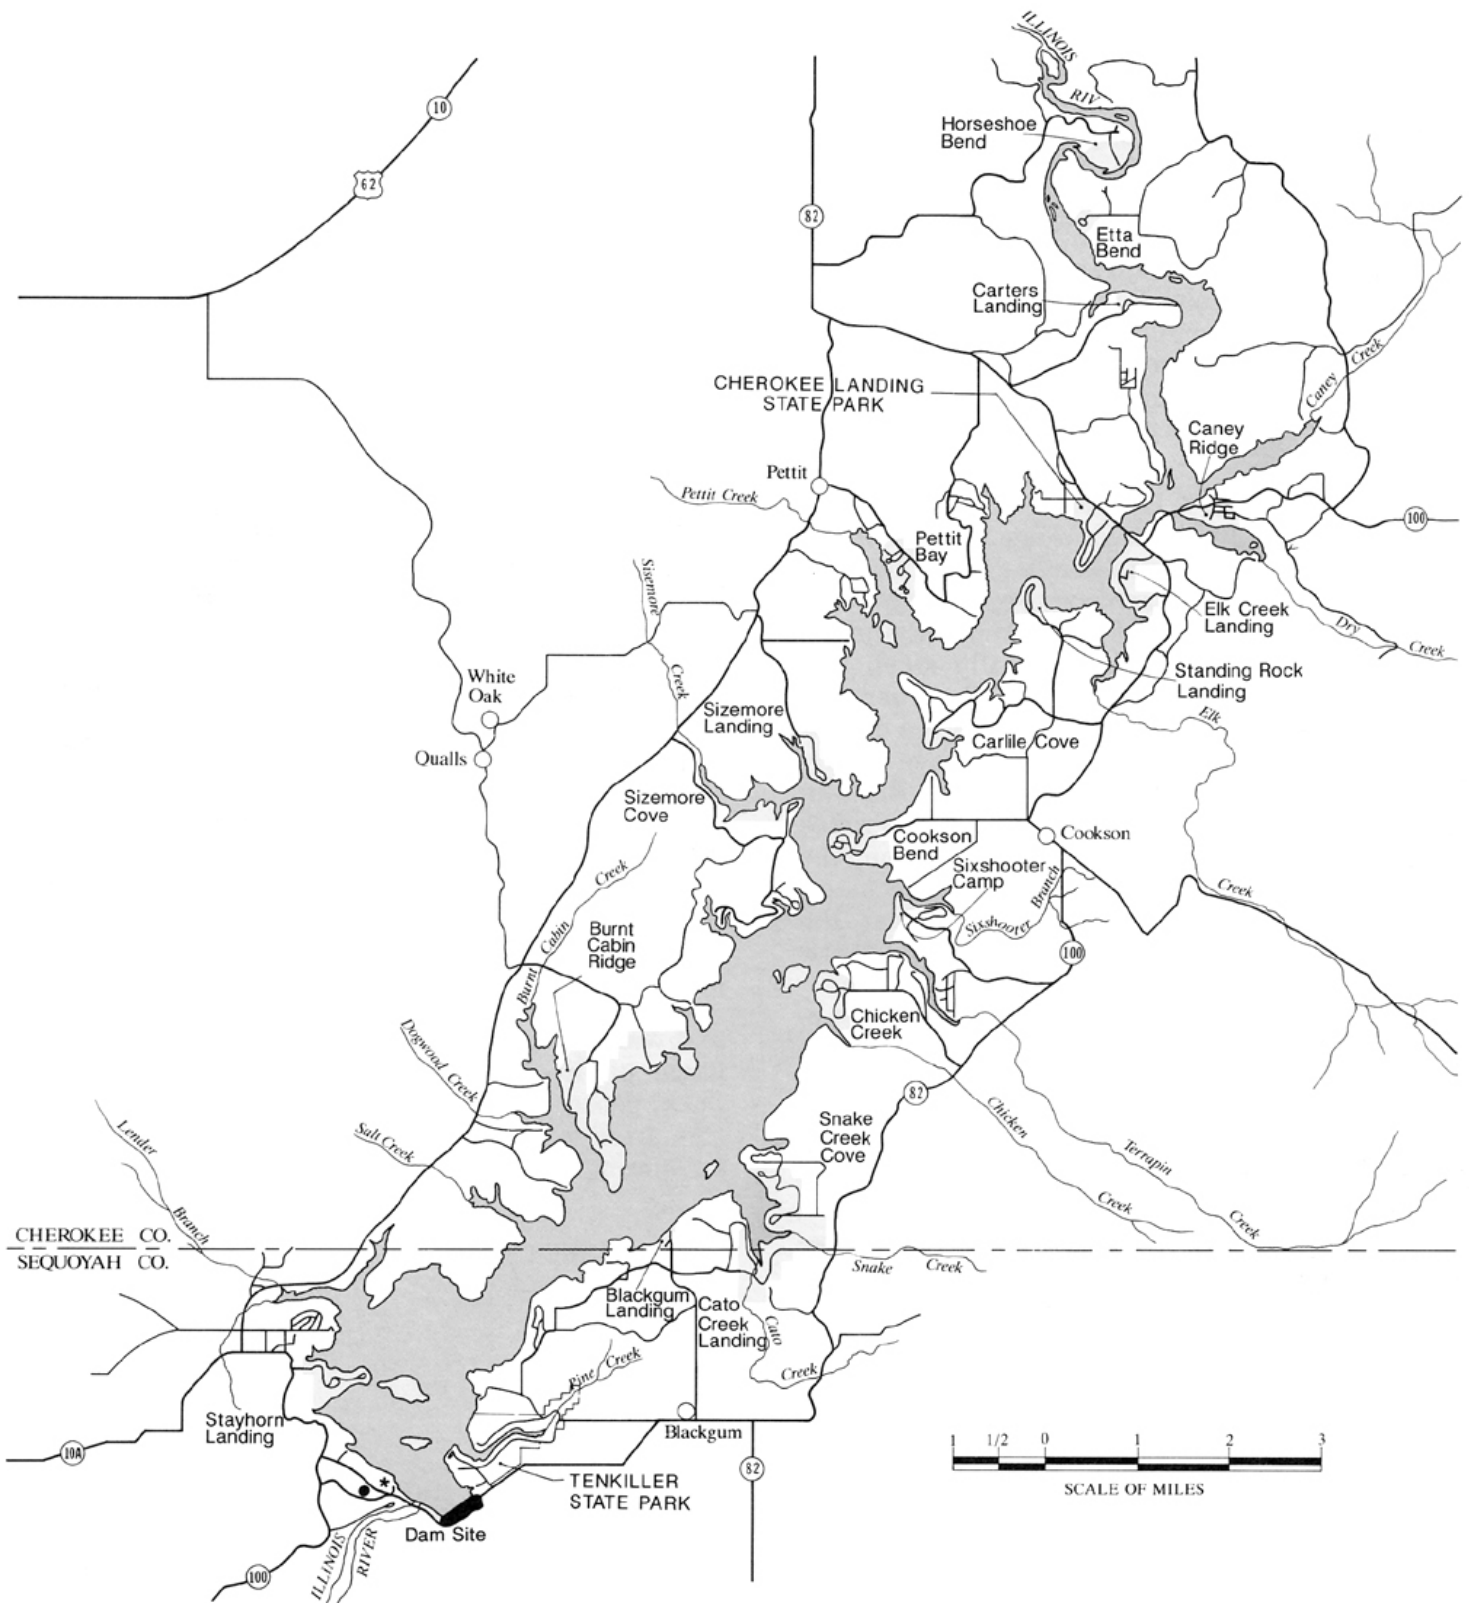 ILLINOIS
RIV
10
Horseshoe
Bend
62
82
Etta
Bend
Carters
Landing
Caney
Creek
CHEROKEE LANDING
STATE PARK
Caney
Ridge
Pettit
Pettit Creek
100
Pettit
Bay
Sisemore
Creek
Elk Creek
Landing
Dry
Creek
Standing Rock
Landing
White
Oak
Sizemore
Landing
Elk
Creek
Carlile Cove
Qualls
Sizemore
Cove
Cookson
Bend
Cookson
Sixshooter
Camp
Sixshooter
Branch
Burnt
Cabin
Creek
Burnt
Cabin
Ridge
100
Chicken
Creek
Dogwood Creek
82
Chicken
Creek
Snake
Creek
Cove
Terrapin
Creek
Lender
Branch
Salt Creek
CHEROKEE CO.
SEQUOYAH CO.
Snake
Creek
Blackgum
Landing
Cato
Creek
Landing
Cato
Creek
Pine Creek
Stayhorn
Landing
Blackgum
10A
82
1
1/2
0
1
2
3
SCALE OF MILES
*
TENKILLER
STATE PARK
Dam Site
ILLINOIS
RIVER
100